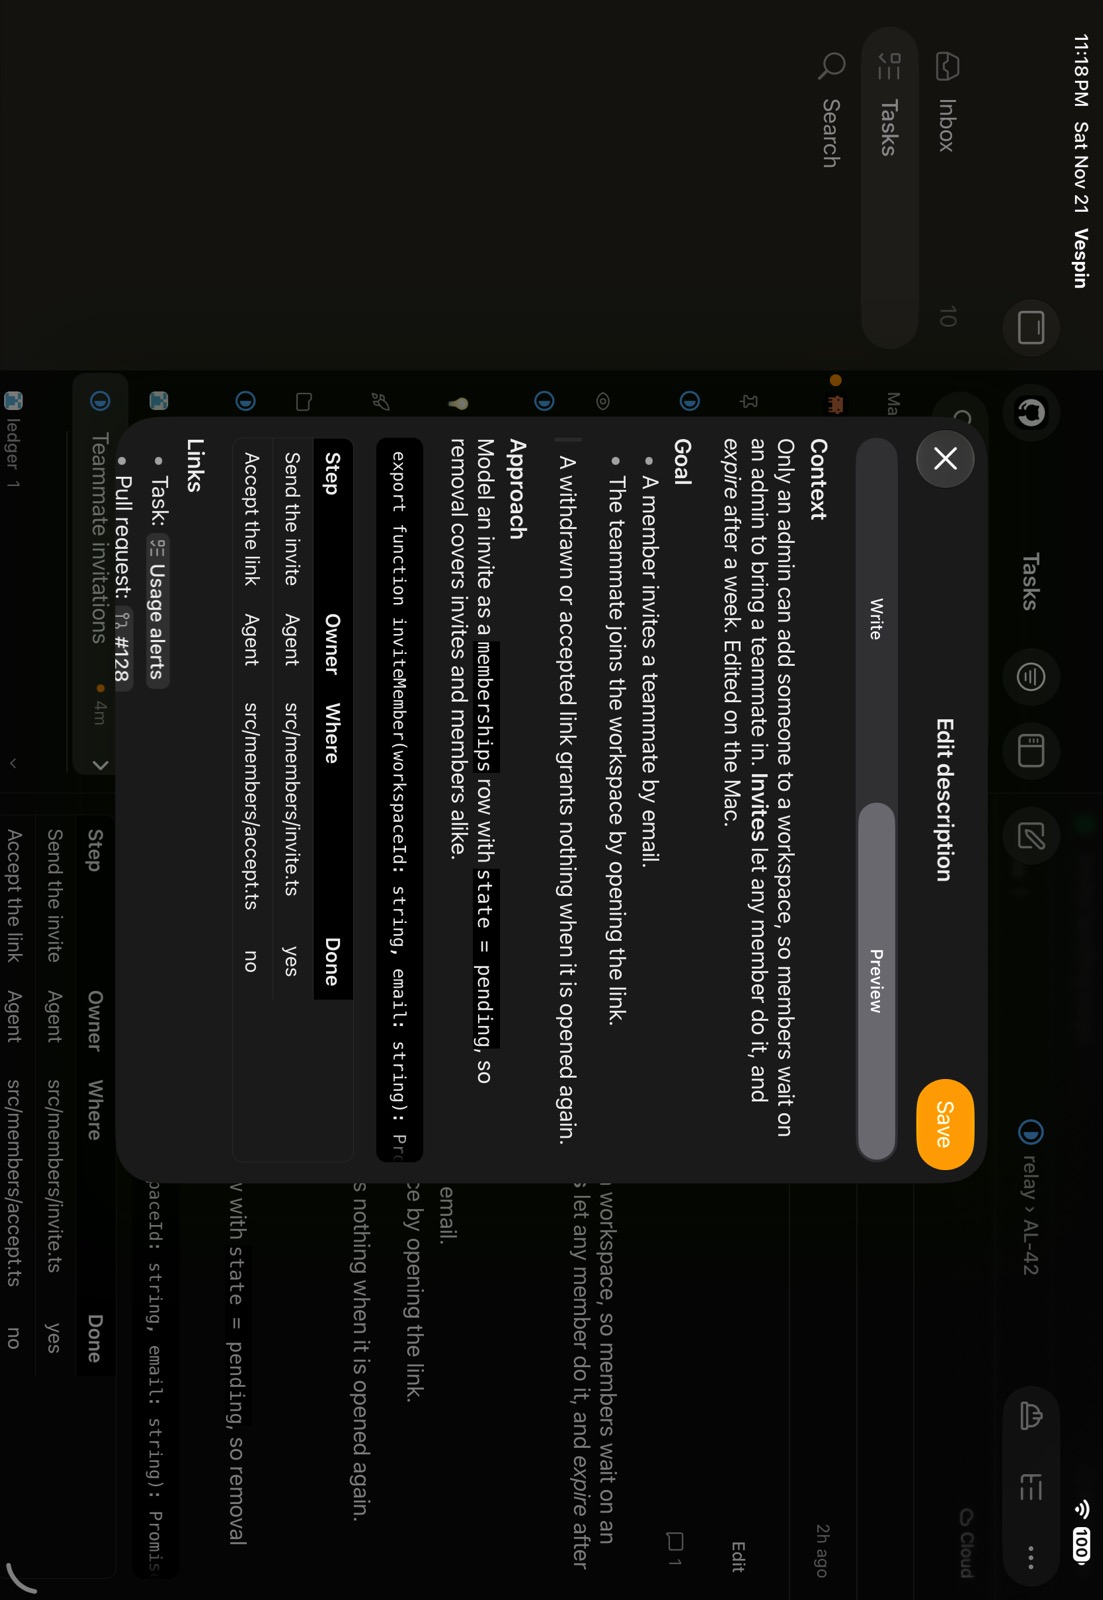 11:18 PM Sat Nov 21 Vespin
100
Inbox 10
Tasks
Search
Tasks
relay › AL-42
Cloud
Ma
2h ago
Edit
1
Edit description
Save
Write
Preview
Context
Only an admin can add someone to a workspace, so members wait on
an admin to bring a teammate in. Invites let any member do it, and
expire after a week. Edited on the Mac.
Goal
• A member invites a teammate by email.
• The teammate joins the workspace by opening the link.
A withdrawn or accepted link grants nothing when it is opened again.
Approach
Model an invite as a memberships row with state = pending, so
removal covers invites and members alike.
export function inviteMember(workspaceId: string, email: string): Pro
Step Owner Where Done
Send the invite Agent src/members/invite.ts yes
Accept the link Agent src/members/accept.ts no
Links
• Task: Usage alerts
• Pull request: #128
workspace, so members wait on an
s let any member do it, and expire after
email.
ce by opening the link.
s nothing when it is opened again.
w with state = pending, so removal
paceId: string, email: string): Promis
Teammate invitations 4m
ledger 1
Step Owner Where Done
Send the invite Agent src/members/invite.ts yes
Accept the link Agent src/members/accept.ts no